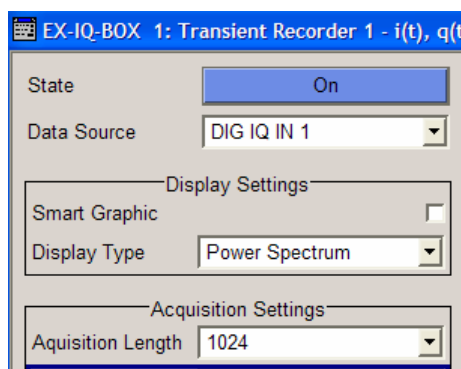 EX-IQ-BOX 1: Transient Recorder 1 - i(t), q(t
State On
Data Source DIG IQ IN 1
Display Settings
Smart Graphic
Display Type Power Spectrum
Acquisition Settings
Aquisition Length 1024